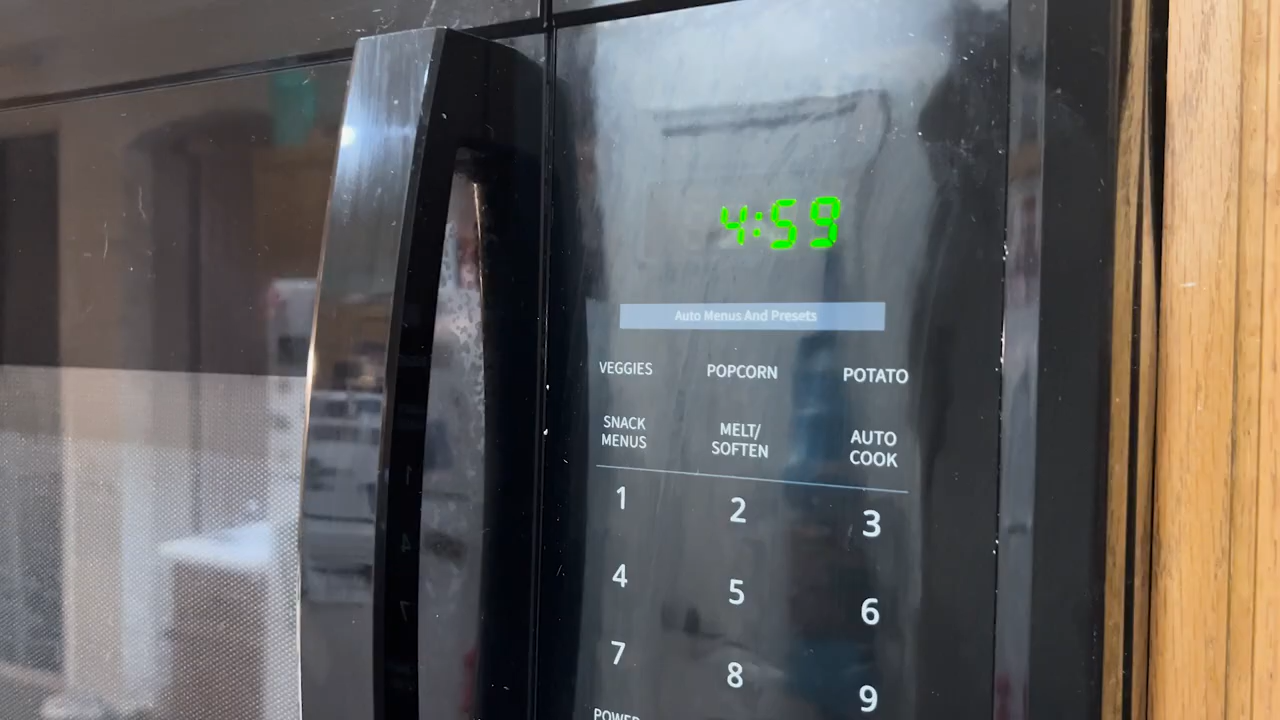 4:59
Auto Menus And Presets
VEGGIES POPCORN POTATO
SNACK MENUS MELT/ SOFTEN AUTO COOK
1 2 3
4 5 6
7 8 9
POWER